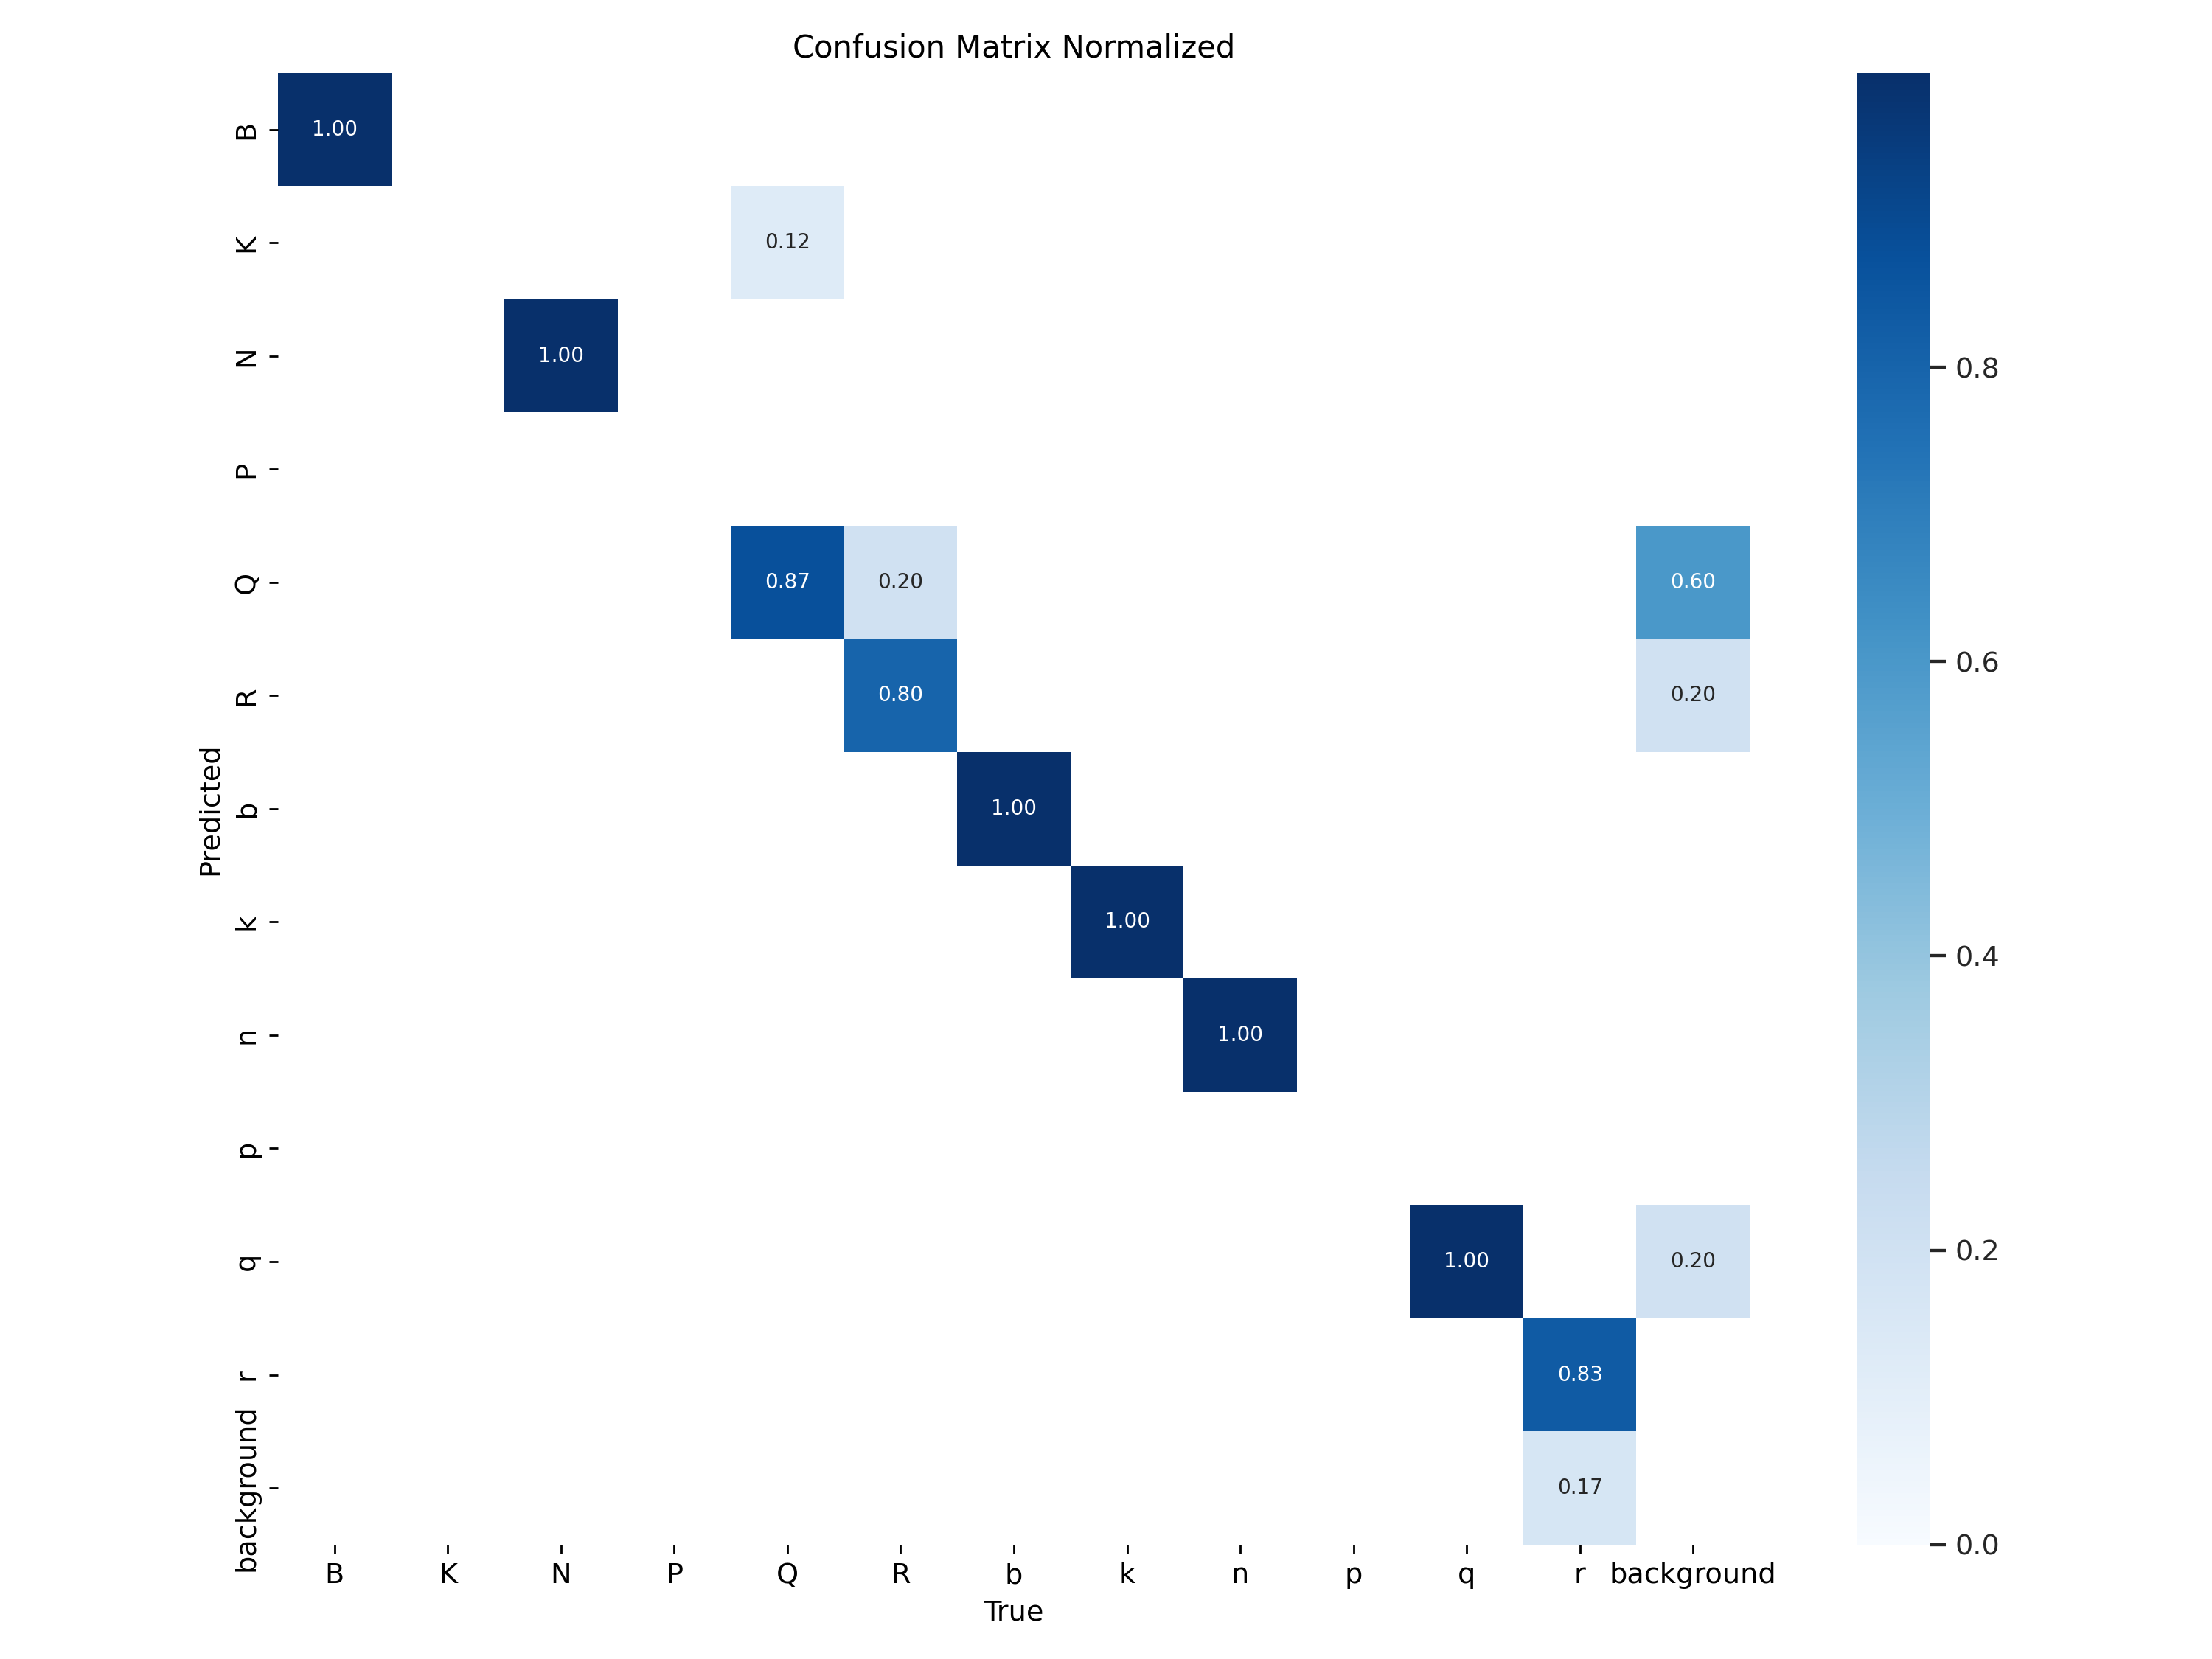 Confusion Matrix Normalized
B
1.00
K
0.12
N
1.00
P
Q
0.87 0.20 0.60
R
0.80 0.20
Predicted
b
1.00
k
1.00
n
1.00
p
q
1.00 0.20
r
0.83
background
0.17
B K N P Q R b k n p q r background
True
0.8
0.6
0.4
0.2
0.0